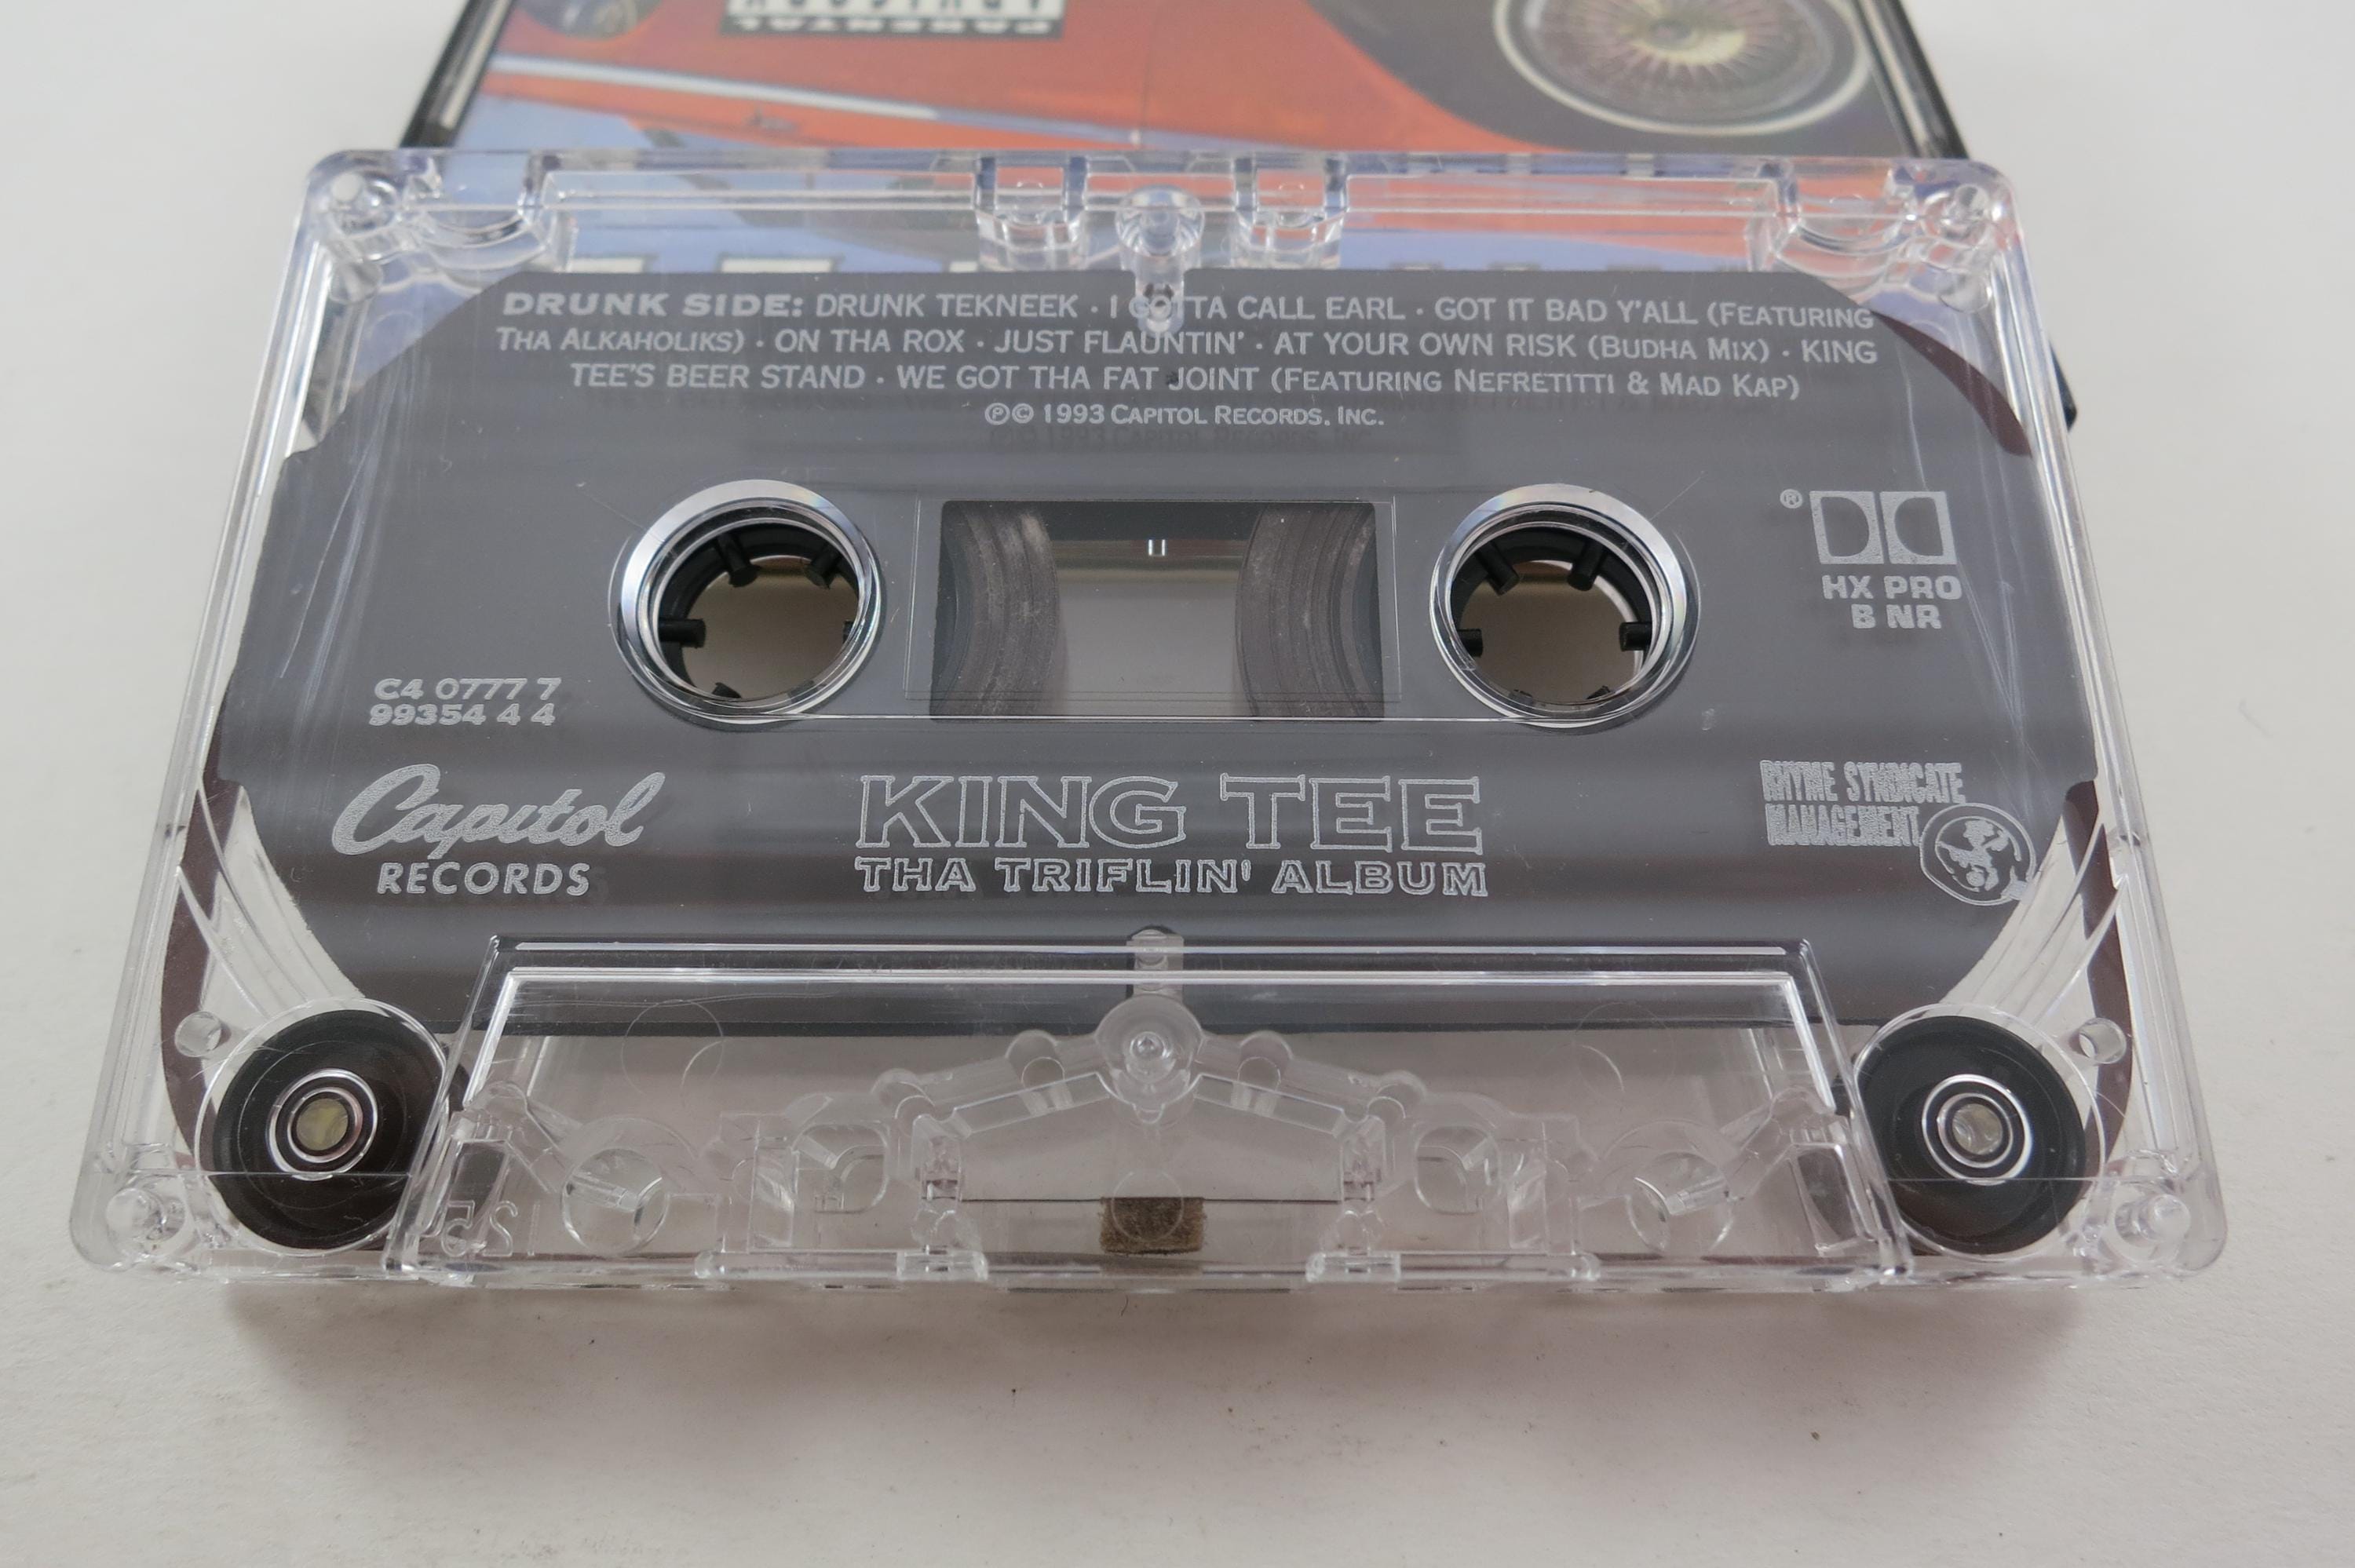 PARENTAL
ADVISORY
DRUNK SIDE: DRUNK TEKNEEK · I GOTTA CALL EARL · GOT IT BAD Y'ALL (FEATURING
THA ALKAHOLIKS) · ON THA ROX · JUST FLAUNTIN' · AT YOUR OWN RISK (BUDHA MIX) · KING
TEE'S BEER STAND · WE GOT THA FAT JOINT (FEATURING NEFRETITTI & MAD KAP)
℗© 1993 CAPITOL RECORDS, INC.
®
HX PRO
B NR
C4 0777 7
99354 4 4
Capitol
RECORDS
KING TEE
THA TRIFLIN' ALBUM
RHYME SYNDICATE
MANAGEMENT
25